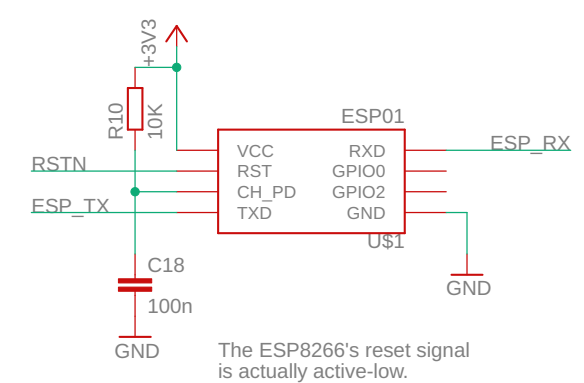 +3V3
R10
10K
ESP01
VCC
RXD
ESP_RX
RSTN
RST
GPIO0
CH_PD
GPIO2
ESP_TX
TXD
GND
U$1
C18
100n
GND
GND
The ESP8266's reset signal
is actually active-low.